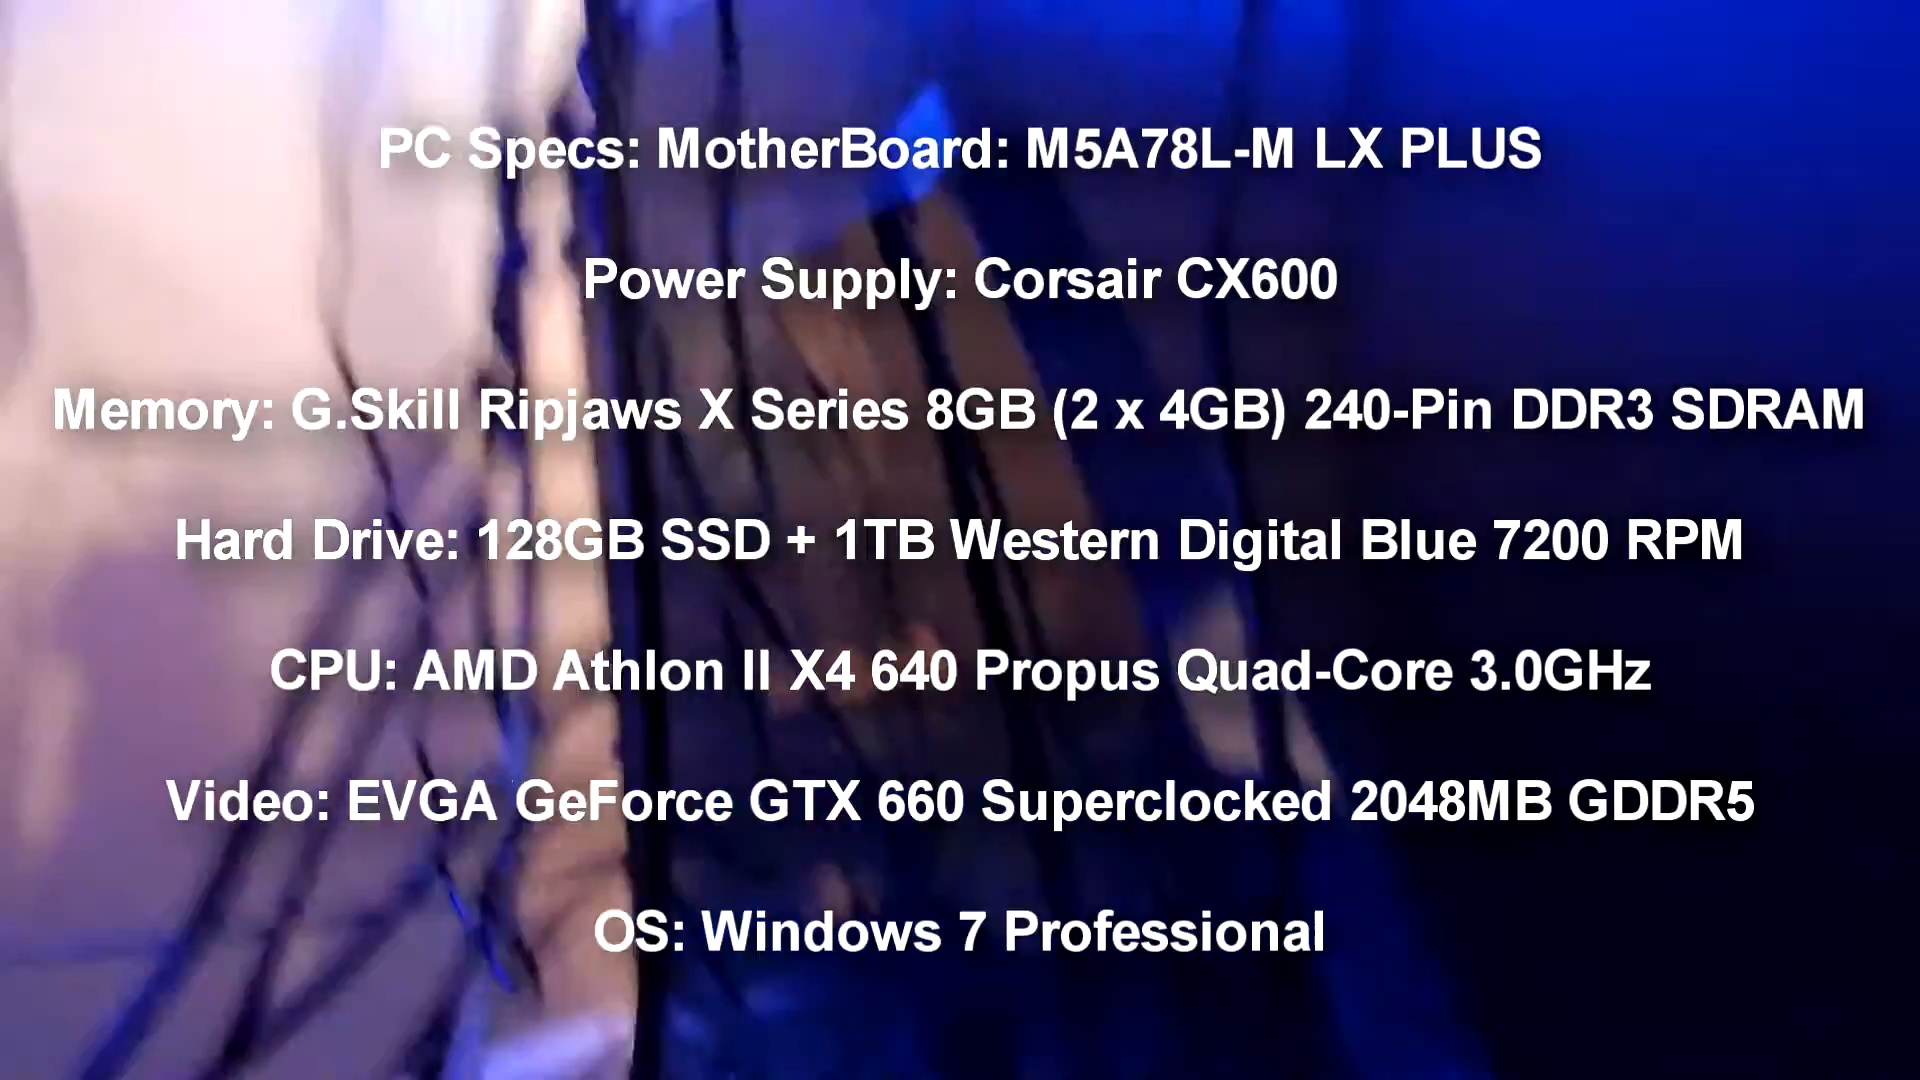 PC Specs: MotherBoard: M5A78L-M LX PLUS
Power Supply: Corsair CX600
Memory: G.Skill Ripjaws X Series 8GB (2 x 4GB) 240-Pin DDR3 SDRAM
Hard Drive: 128GB SSD + 1TB Western Digital Blue 7200 RPM
CPU: AMD Athlon II X4 640 Propus Quad-Core 3.0GHz
Video: EVGA GeForce GTX 660 Superclocked 2048MB GDDR5
OS: Windows 7 Professional